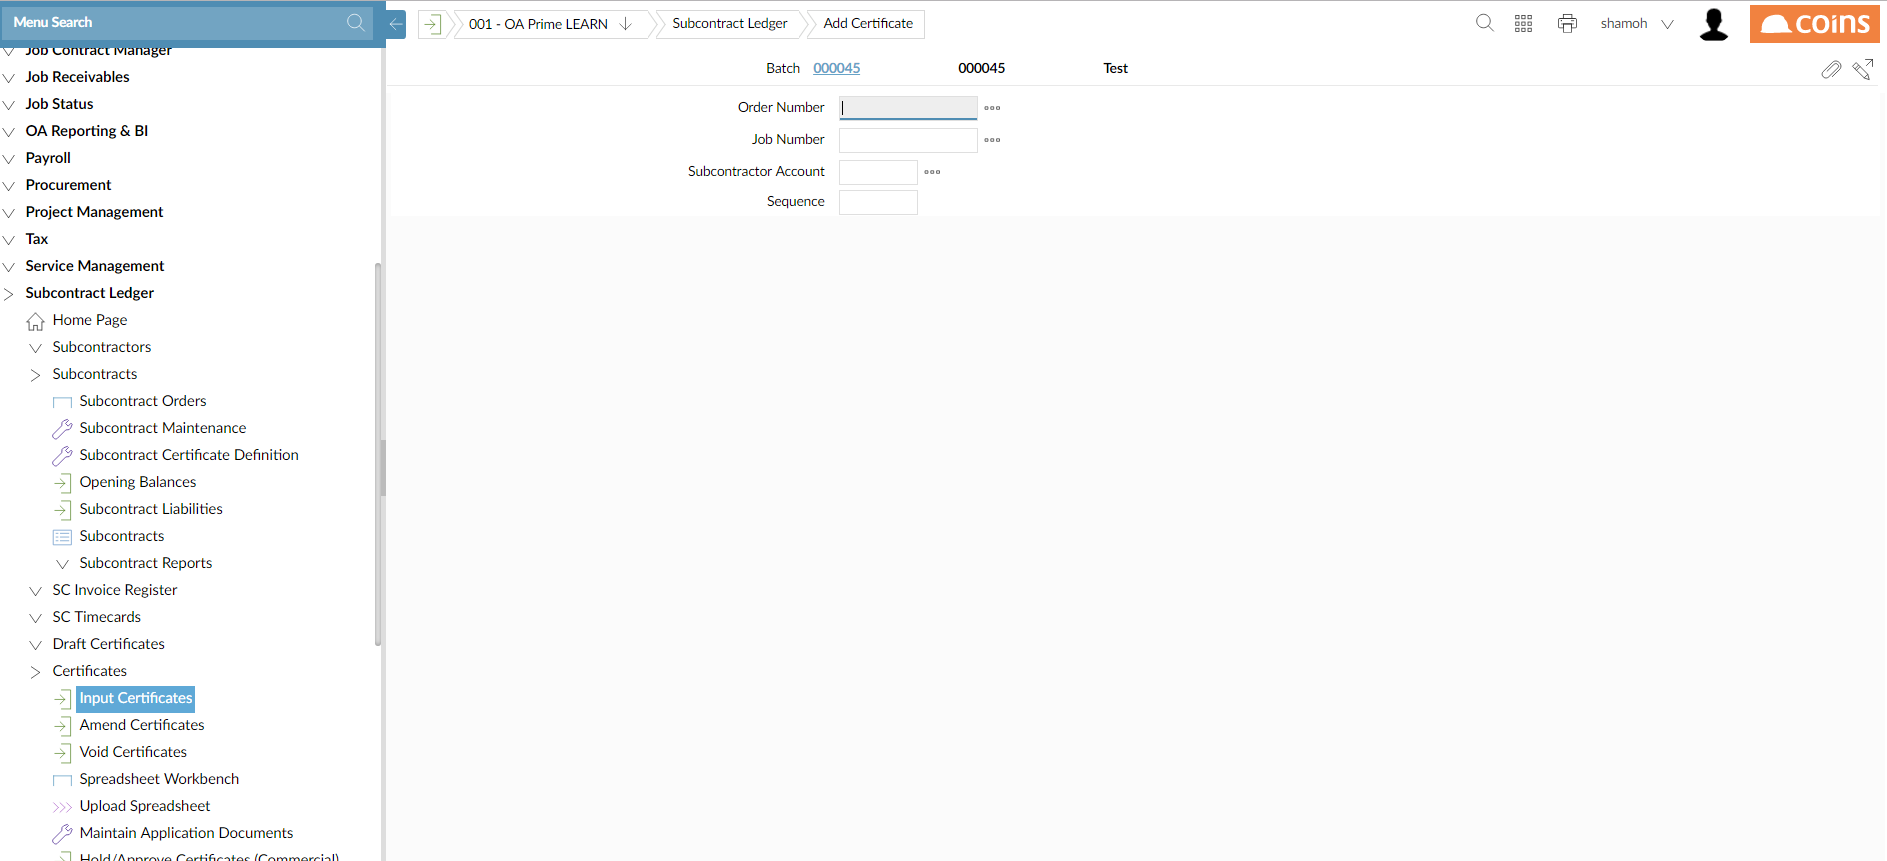 Menu Search
Job Contract Manager
Job Receivables
Job Status
OA Reporting & BI
Payroll
Procurement
Project Management
Tax
Service Management
Subcontract Ledger
Home Page
Subcontractors
Subcontracts
Subcontract Orders
Subcontract Maintenance
Subcontract Certificate Definition
Opening Balances
Subcontract Liabilities
Subcontracts
Subcontract Reports
SC Invoice Register
SC Timecards
Draft Certificates
Certificates
Input Certificates
Amend Certificates
Void Certificates
Spreadsheet Workbench
Upload Spreadsheet
Maintain Application Documents
Hold/Approve Certificates (Commercial)
001 - OA Prime LEARN Subcontract Ledger Add Certificate
shamoh
coins
Batch 000045 000045 Test
Order Number
Job Number
Subcontractor Account
Sequence